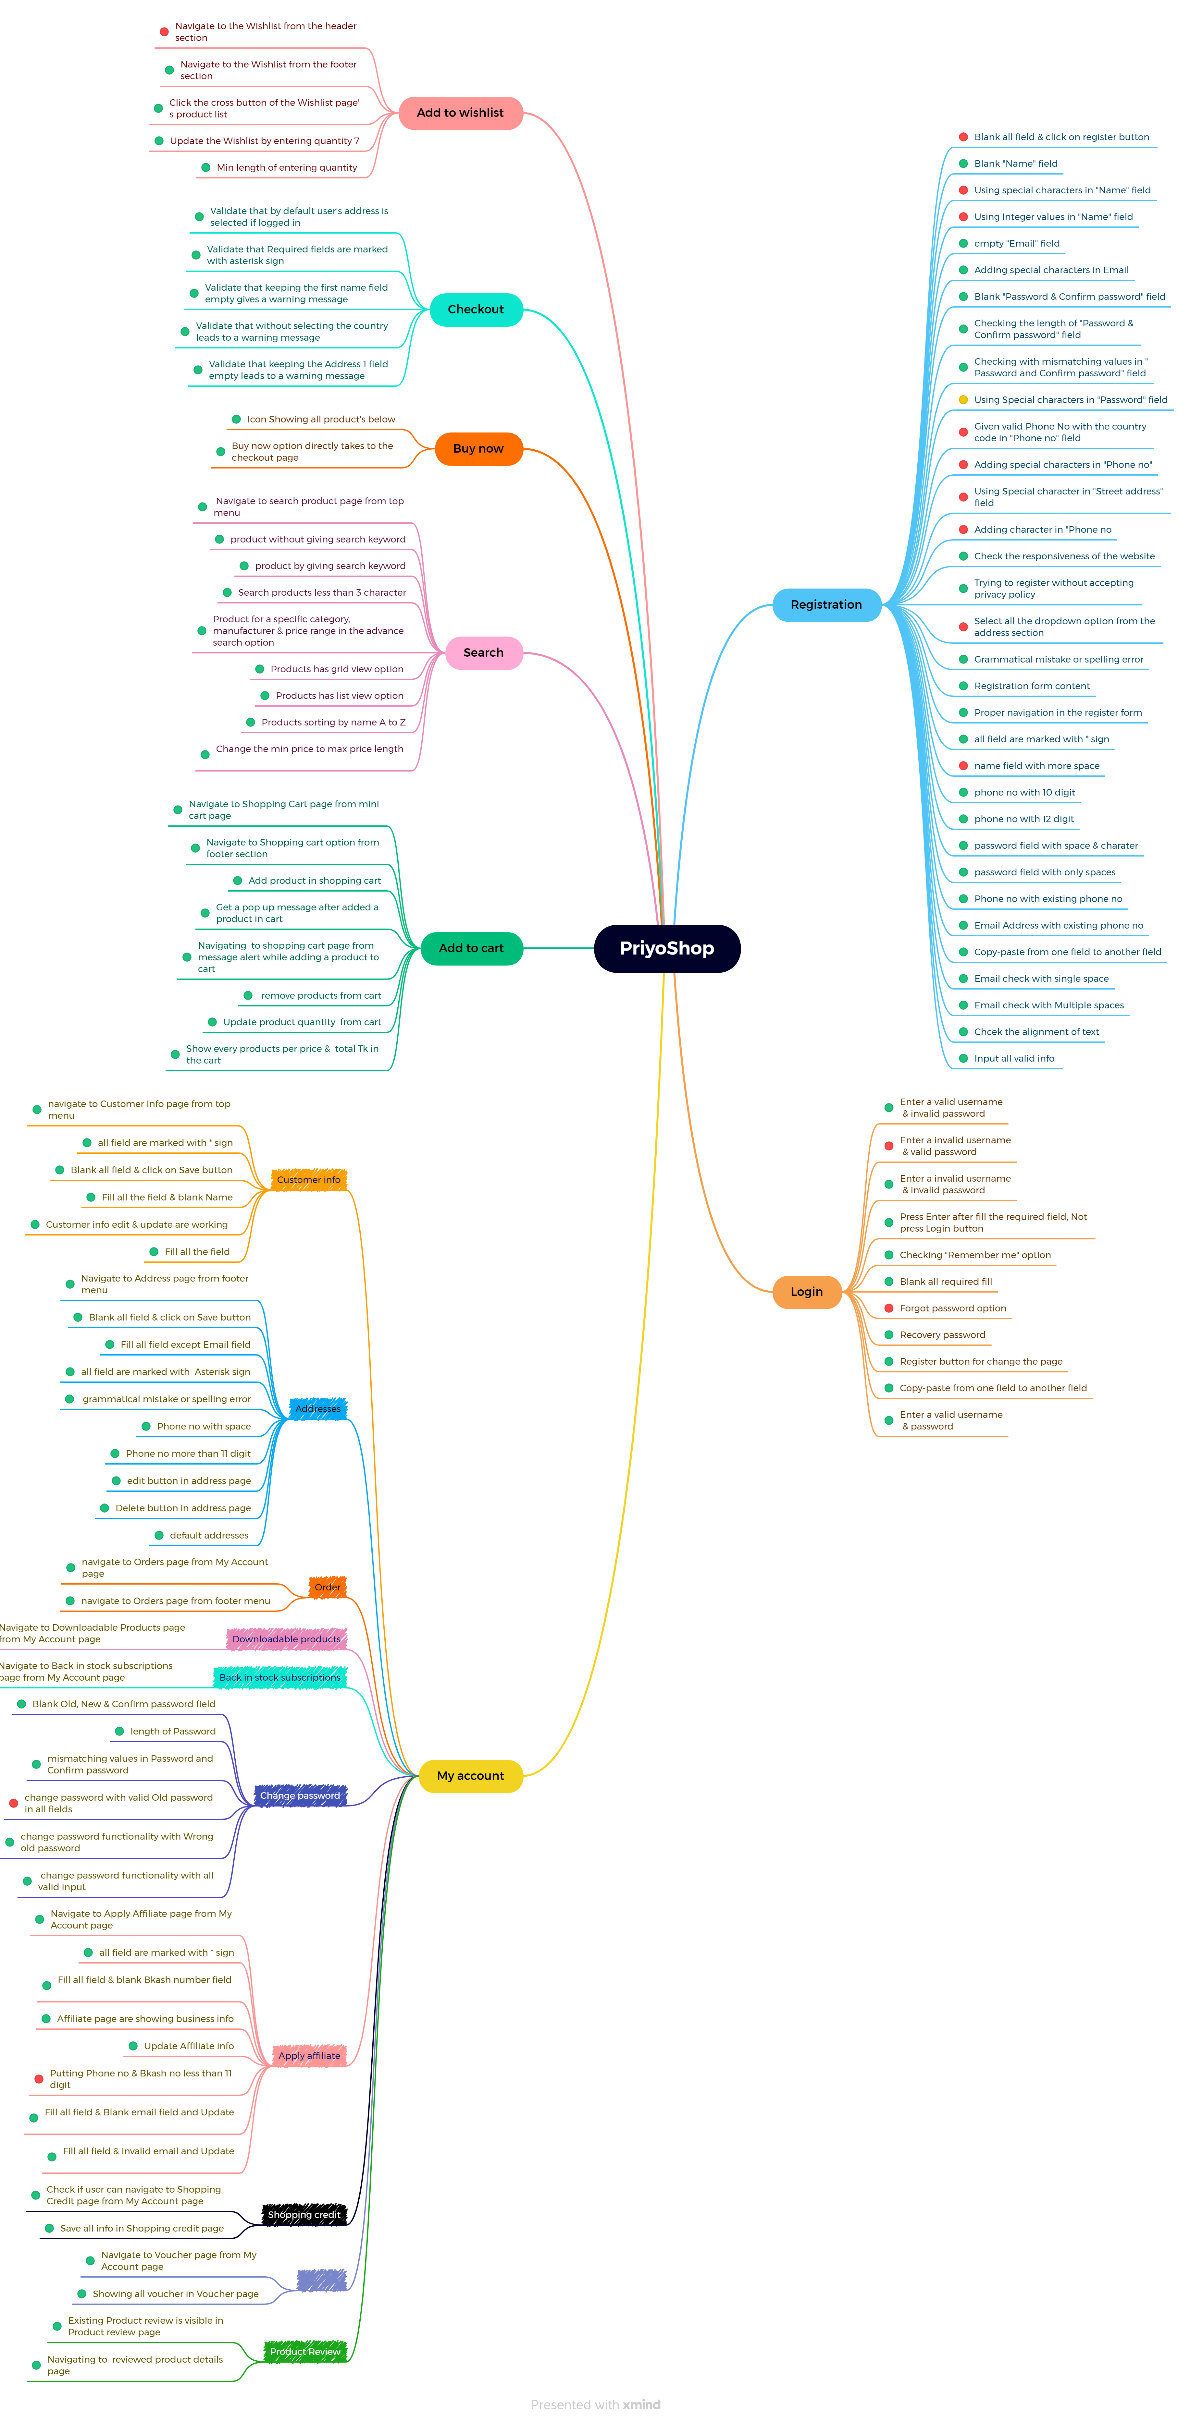 Navigate to the Wishlist from the header
section
Navigate to the Wishlist from the footer
section
Click the cross button of the Wishlist page'
s product list
Update the Wishlist by entering quantity 7
Min length of entering quantity
Add to wishlist
Validate that by default user's address is
selected if logged in
Validate that Required fields are marked
with asterisk sign
Validate that keeping the first name field
empty gives a warning message
Validate that without selecting the country
leads to a warning message
Validate that keeping the Address 1 field
empty leads to a warning message
Checkout
Icon Showing all product's below
Buy now option directly takes to the
checkout page
Buy now
Navigate to search product page from top
menu
product without giving search keyword
product by giving search keyword
Search products less than 3 character
Product for a specific category,
manufacturer & price range in the advance
search option
Products has grid view option
Products has list view option
Products sorting by name A to Z
Change the min price to max price length
Search
Navigate to Shopping Cart page from mini
cart page
Navigate to Shopping cart option from
footer section
Add product in shopping cart
Get a pop up message after added a
product in cart
Navigating to shopping cart page from
message alert while adding a product to
cart
remove products from cart
Update product quantity from cart
Show every products per price & total Tk in
the cart
Add to cart
PriyoShop
Blank all field & click on register button
Blank "Name" field
Using special characters in "Name" field
Using Integer values in "Name" field
empty "Email" field
Adding special characters in Email
Blank "Password & Confirm password" field
Checking the length of "Password &
Confirm password" field
Checking with mismatching values in "
Password and Confirm password" field
Using Special characters in "Password" field
Given valid Phone No with the country
code in "Phone no" field
Adding special characters in "Phone no"
Using Special character in "Street address"
field
Adding character in "Phone no
Check the responsiveness of the website
Trying to register without accepting
privacy policy
Select all the dropdown option from the
address section
Grammatical mistake or spelling error
Registration form content
Proper navigation in the register form
all field are marked with * sign
name field with more space
phone no with 10 digit
phone no with 12 digit
password field with space & charater
password field with only spaces
Phone no with existing phone no
Email Address with existing phone no
Copy-paste from one field to another field
Email check with single space
Email check with Multiple spaces
Chcek the alignment of text
Input all valid info
Registration
Enter a valid username
& invalid password
Enter a invalid username
& valid password
Enter a invalid username
& invalid password
Press Enter after fill the required field, Not
press Login button
Checking "Remember me" option
Blank all required fill
Forgot password option
Recovery password
Register button for change the page
Copy-paste from one field to another field
Enter a valid username
& password
Login
navigate to Customer Info page from top
menu
all field are marked with * sign
Blank all field & click on Save button
Fill all the field & blank Name
Customer info edit & update are working
Fill all the field
Customer info
Navigate to Address page from footer
menu
Blank all field & click on Save button
Fill all field except Email field
all field are marked with Asterisk sign
grammatical mistake or spelling error
Phone no with space
Phone no more than 11 digit
edit button in address page
Delete button in address page
default addresses
Addresses
navigate to Orders page from My Account
page
navigate to Orders page from footer menu
Order
Navigate to Downloadable Products page
from My Account page
Downloadable products
Navigate to Back in stock subscriptions
page from My Account page
Back in stock subscriptions
Blank Old, New & Confirm password field
length of Password
mismatching values in Password and
Confirm password
change password with valid Old password
in all fields
change password functionality with Wrong
old password
change password functionality with all
valid input.
Change password
My account
Navigate to Apply Affiliate page from My
Account page
all field are marked with * sign
Fill all field & blank Bkash number field
Affiliate page are showing business info
Update Affiliate info
Putting Phone no & Bkash no less than 11
digit
Fill all field & Blank email field and Update
Fill all field & Invalid email and Update
Apply affiliate
Check if user can navigate to Shopping
Credit page from My Account page
Save all info in Shopping credit page
Shopping credit
Navigate to Voucher page from My
Account page
Showing all voucher in Voucher page
Existing Product review is visible in
Product review page
Navigating to reviewed product details
page
Product Review
Presented with xmind